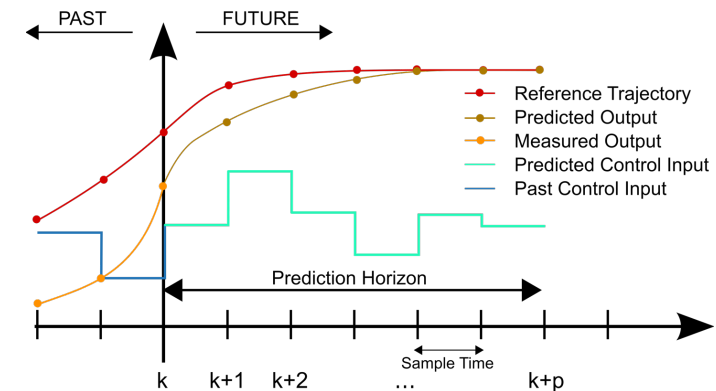 PAST
FUTURE
Reference Trajectory
Predicted Output
Measured Output
Predicted Control Input
Past Control Input
Prediction Horizon
Sample Time
k
k+1
k+2
...
k+p